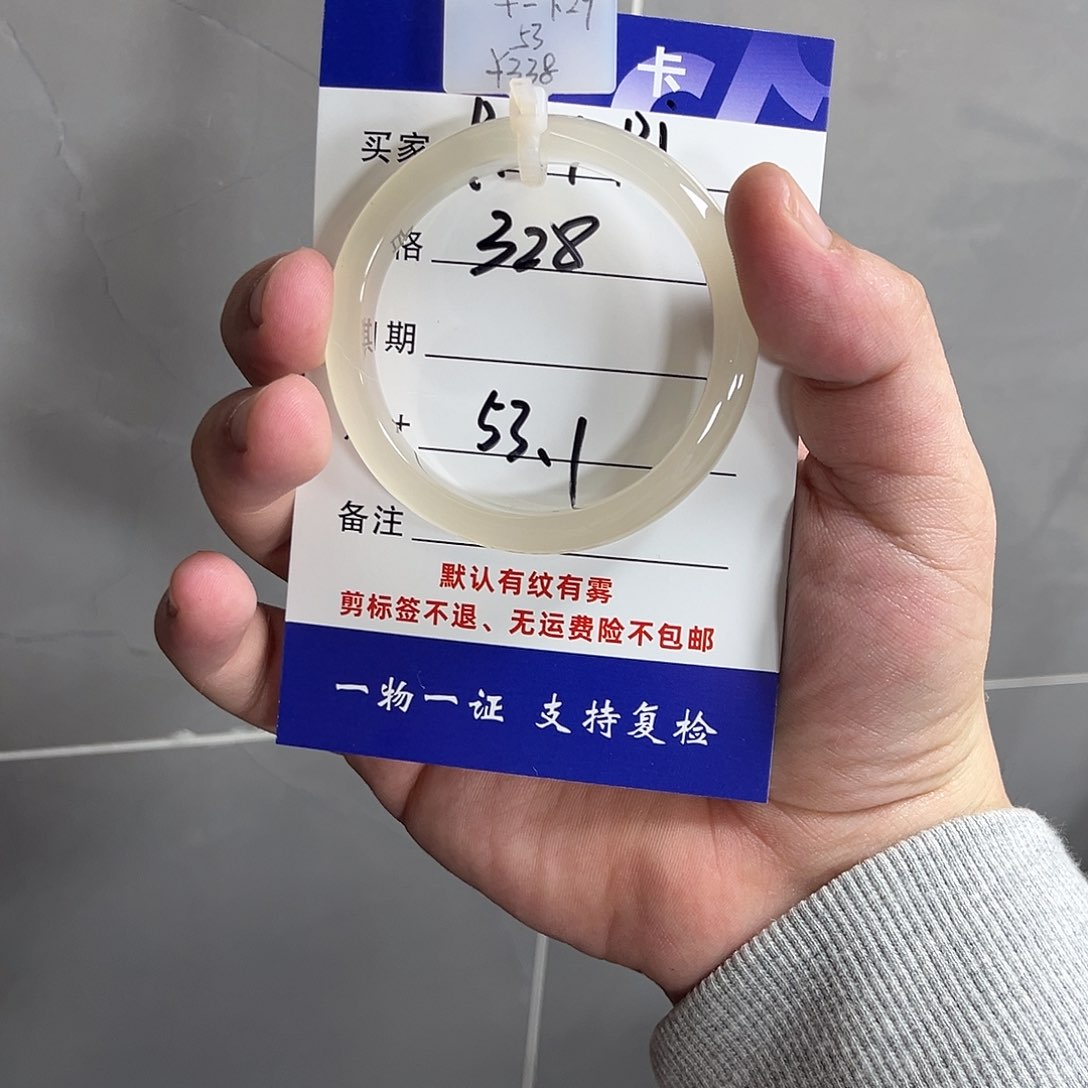 53
¥338
卡
买家
格 328
期
53.1
备注
默认有纹有雾
剪标签不退、无运费险不包邮
一物一证 支持复检